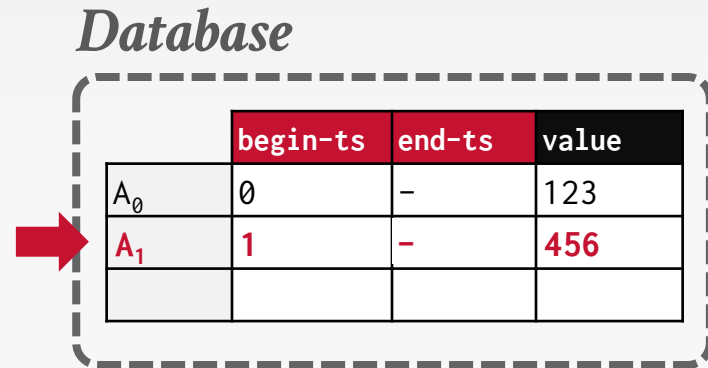 Database
begin-ts end-ts value
A₀ 0 - 123
A₁ 1 - 456